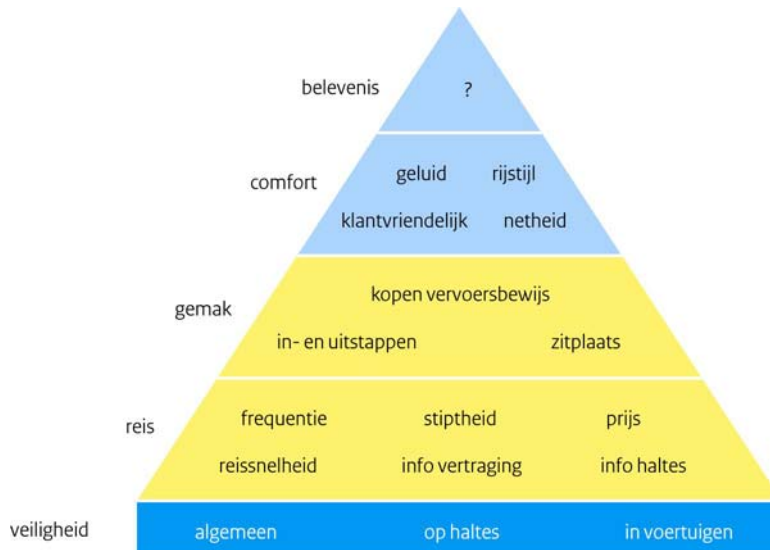 belevenis ?
comfort geluid rijstijl
klantvriendelijk netheid
gemak kopen vervoersbewijs
in- en uitstappen zitplaats
reis frequentie stiptheid prijs
reissnelheid info vertraging info haltes
veiligheid algemeen op haltes in voertuigen